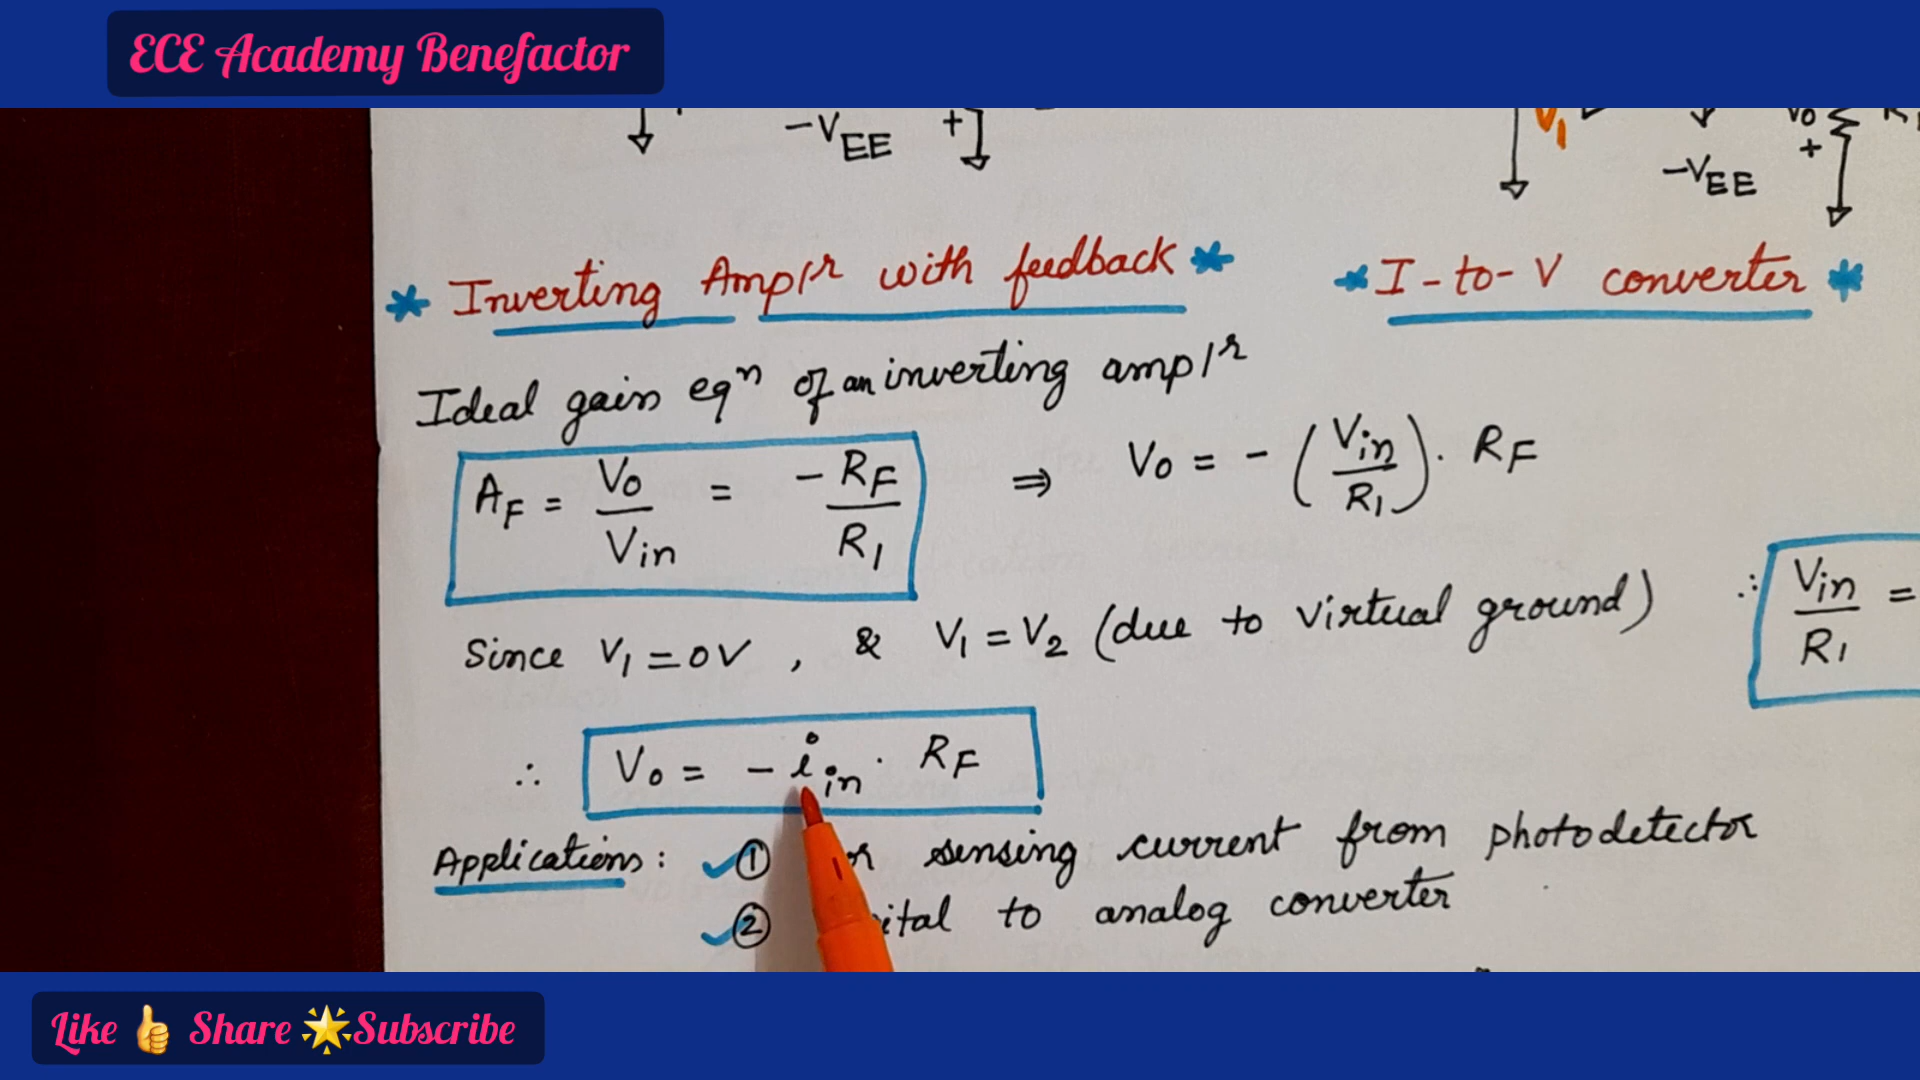 ECE Academy Benefactor
-VEE
+
V1
Vo
+
-VEE
* Inverting Amplr with feedback *
* I-to-V converter *
Ideal gain eqn of an inverting amplr
AF = Vo/Vin = -RF/R1 ⇒ Vo = -(Vin/R1). RF
Since V1=0V, & V1=V2 (due to virtual ground) ∴ Vin/R1 =
∴ Vo = -iin. RF
Applications: ✓① sensing current from photodetector
✓② to analog converter
Like 👍 Share 🌟Subscribe